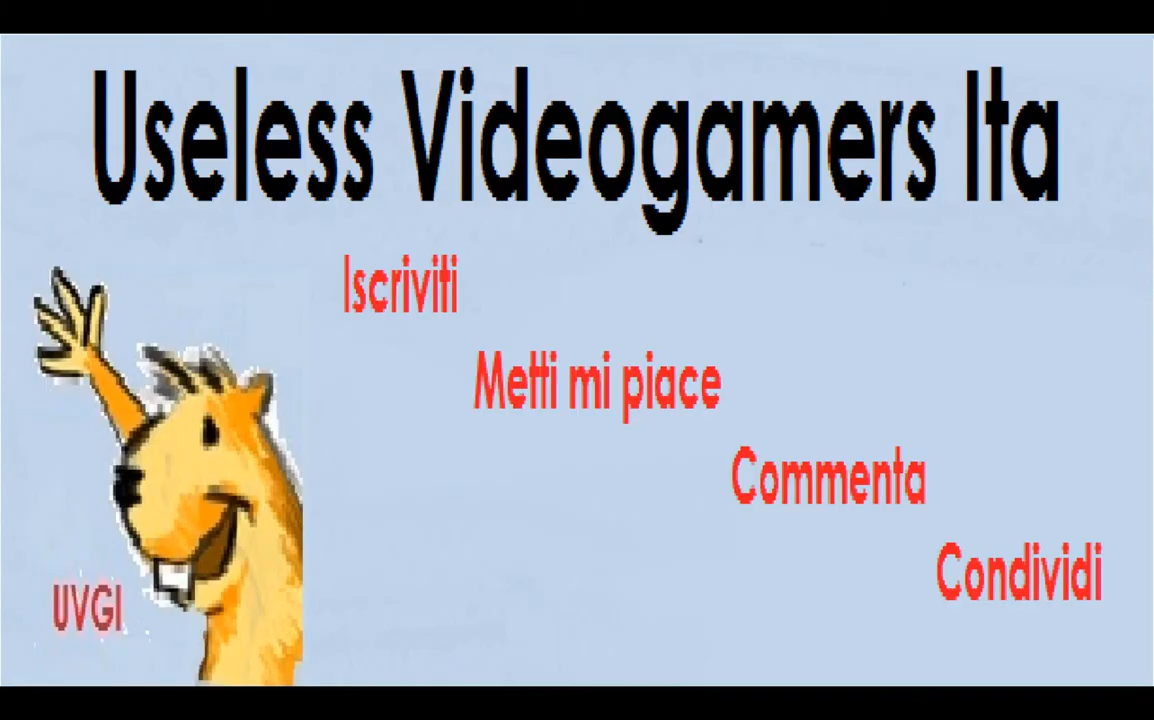 Useless Videogamers Ita
Iscriviti
Metti mi piace
Commenta
Condividi
UVGI